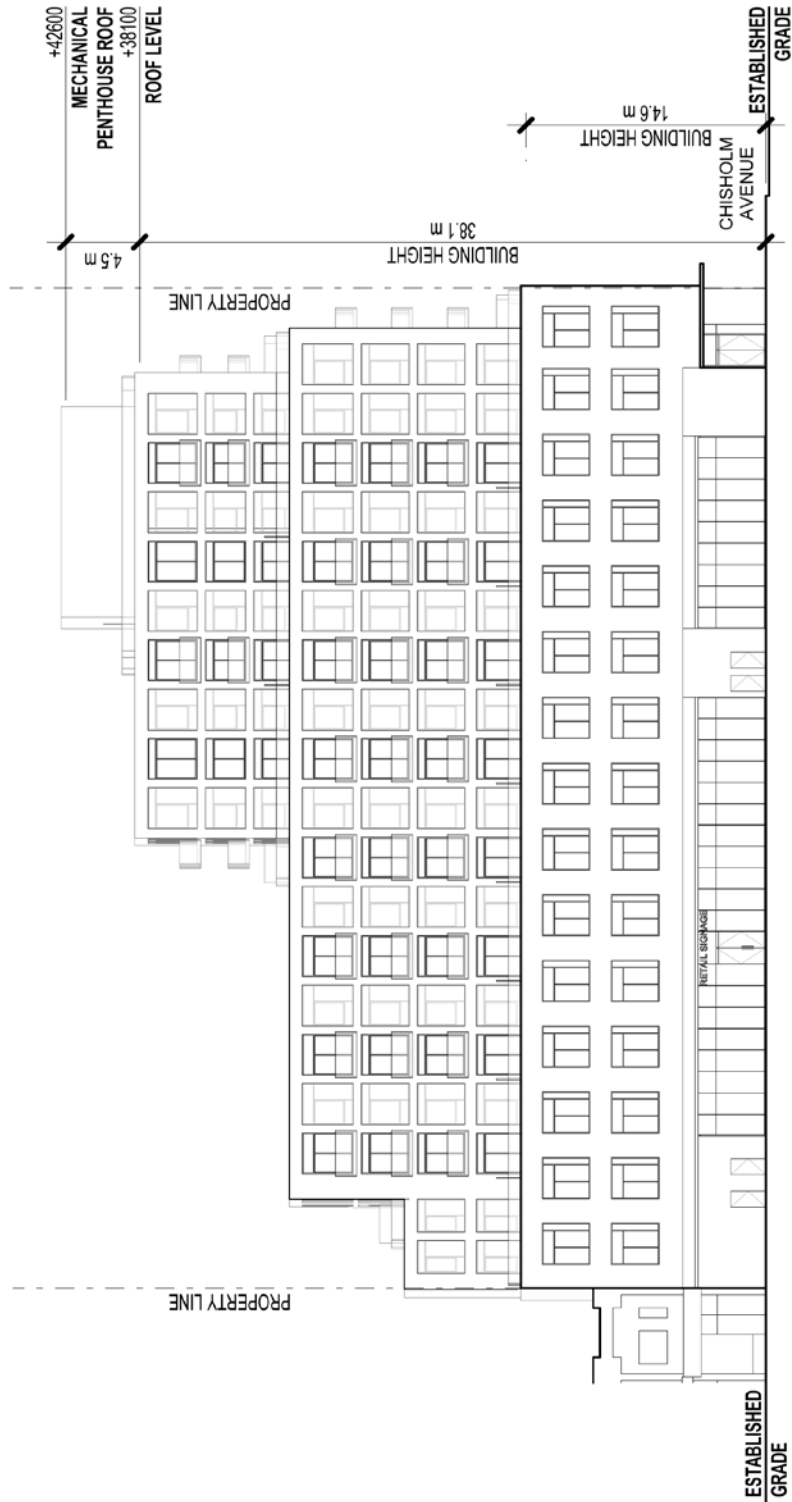 +42600
MECHANICAL
PENTHOUSE ROOF
+38100
ROOF LEVEL
4.5 m
38.1 m
BUILDING HEIGHT
14.6 m
BUILDING HEIGHT
PROPERTY LINE
PROPERTY LINE
CHISHOLM
AVENUE
RETAIL SIGNAGE
ESTABLISHED
GRADE
ESTABLISHED
GRADE